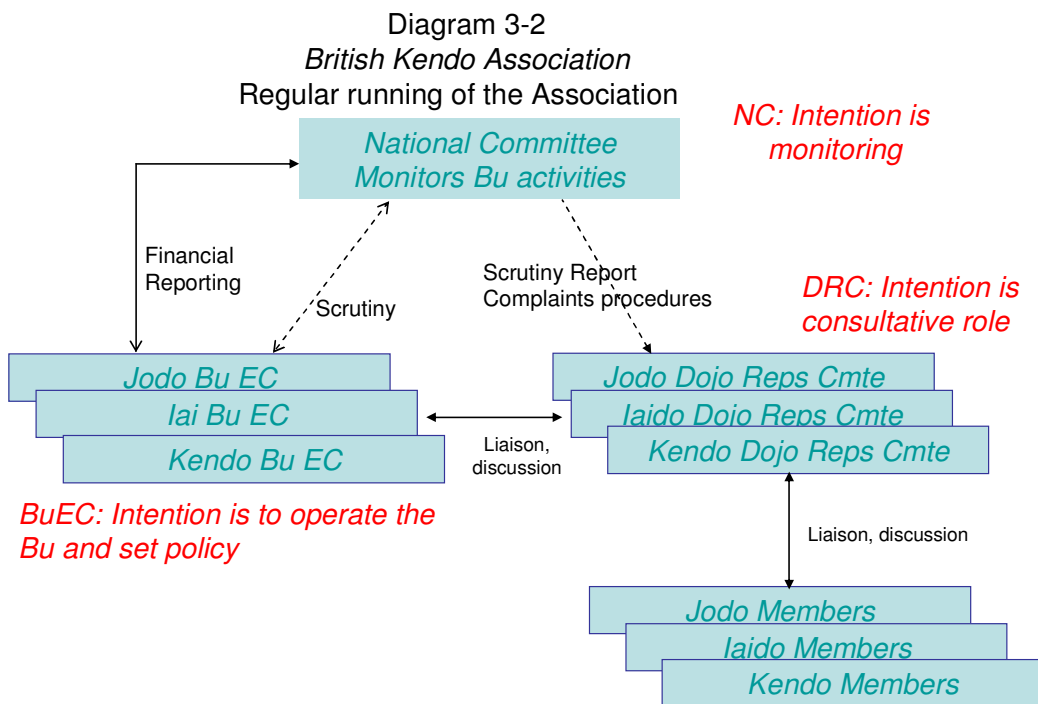 Diagram 3-2
British Kendo Association
Regular running of the Association
NC: Intention is
monitoring
National Committee
Monitors Bu activities
Financial
Reporting
Scrutiny
Scrutiny Report
Complaints procedures
DRC: Intention is
consultative role
Jodo Bu EC
Iai Bu EC
Kendo Bu EC
Liaison,
discussion
Jodo Dojo Reps Cmte
Iaido Dojo Reps Cmte
Kendo Dojo Reps Cmte
BuEC: Intention is to operate the
Bu and set policy
Liaison, discussion
Jodo Members
Iaido Members
Kendo Members